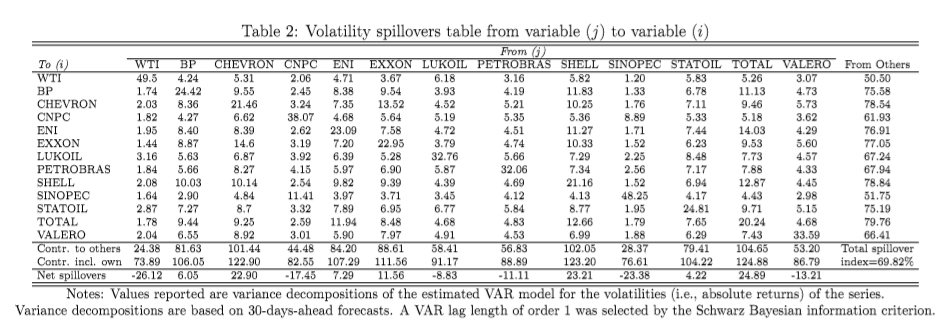 Table 2: Volatility spillovers table from variable (j) to variable (i)
From (j)
To (i) WTI BP CHEVRON CNPC ENI EXXON LUKOIL PETROBRAS SHELL SINOPEC STATOIL TOTAL VALERO From Others
WTI 49.5 4.24 5.31 2.06 4.71 3.67 6.18 3.16 5.82 1.20 5.83 5.26 3.07 50.50
BP 1.74 24.42 9.55 2.45 8.38 9.54 3.93 4.19 11.83 1.33 6.78 11.13 4.73 75.58
CHEVRON 2.03 8.36 21.46 3.24 7.35 13.52 4.52 5.21 10.25 1.76 7.11 9.46 5.73 78.54
CNPC 1.82 4.27 6.62 38.07 4.68 5.64 5.19 5.35 5.36 8.89 5.33 5.18 3.62 61.93
ENI 1.95 8.40 8.39 2.62 23.09 7.58 4.72 4.51 11.27 1.71 7.44 14.03 4.29 76.91
EXXON 1.44 8.87 14.6 3.19 7.20 22.95 3.79 4.74 10.33 1.52 6.23 9.53 5.60 77.05
LUKOIL 3.16 5.63 6.87 3.92 6.39 5.28 32.76 5.66 7.29 2.25 8.48 7.73 4.57 67.24
PETROBRAS 1.84 5.66 8.27 4.15 5.97 6.90 5.87 32.06 7.34 2.56 7.17 7.88 4.33 67.94
SHELL 2.08 10.03 10.14 2.54 9.82 9.39 4.39 4.69 21.16 1.52 6.94 12.87 4.45 78.84
SINOPEC 1.64 2.90 4.84 11.41 3.97 3.71 3.45 4.12 4.13 48.25 4.17 4.43 2.98 51.75
STATOIL 2.87 7.27 8.7 3.32 7.89 6.95 6.77 5.84 8.77 1.95 24.81 9.71 5.15 75.19
TOTAL 1.78 9.44 9.25 2.59 11.94 8.48 4.68 4.83 12.66 1.79 7.65 20.24 4.68 79.76
VALERO 2.04 6.55 8.92 3.01 5.90 7.97 4.91 4.53 6.99 1.88 6.29 7.43 33.59 66.41
Contr. to others 24.38 81.63 101.44 44.48 84.20 88.61 58.41 56.83 102.05 28.37 79.41 104.65 53.20 Total spillover
Contr. incl. own 73.89 106.05 122.90 82.55 107.29 111.56 91.17 88.89 123.20 76.61 104.22 124.88 86.79 index=69.82%
Net spillovers -26.12 6.05 22.90 -17.45 7.29 11.56 -8.83 -11.11 23.21 -23.38 4.22 24.89 -13.21
Notes: Values reported are variance decompositions of the estimated VAR model for the volatilities (i.e., absolute returns) of the series.
Variance decompositions are based on 30-days-ahead forecasts. A VAR lag length of order 1 was selected by the Schwarz Bayesian information criterion.